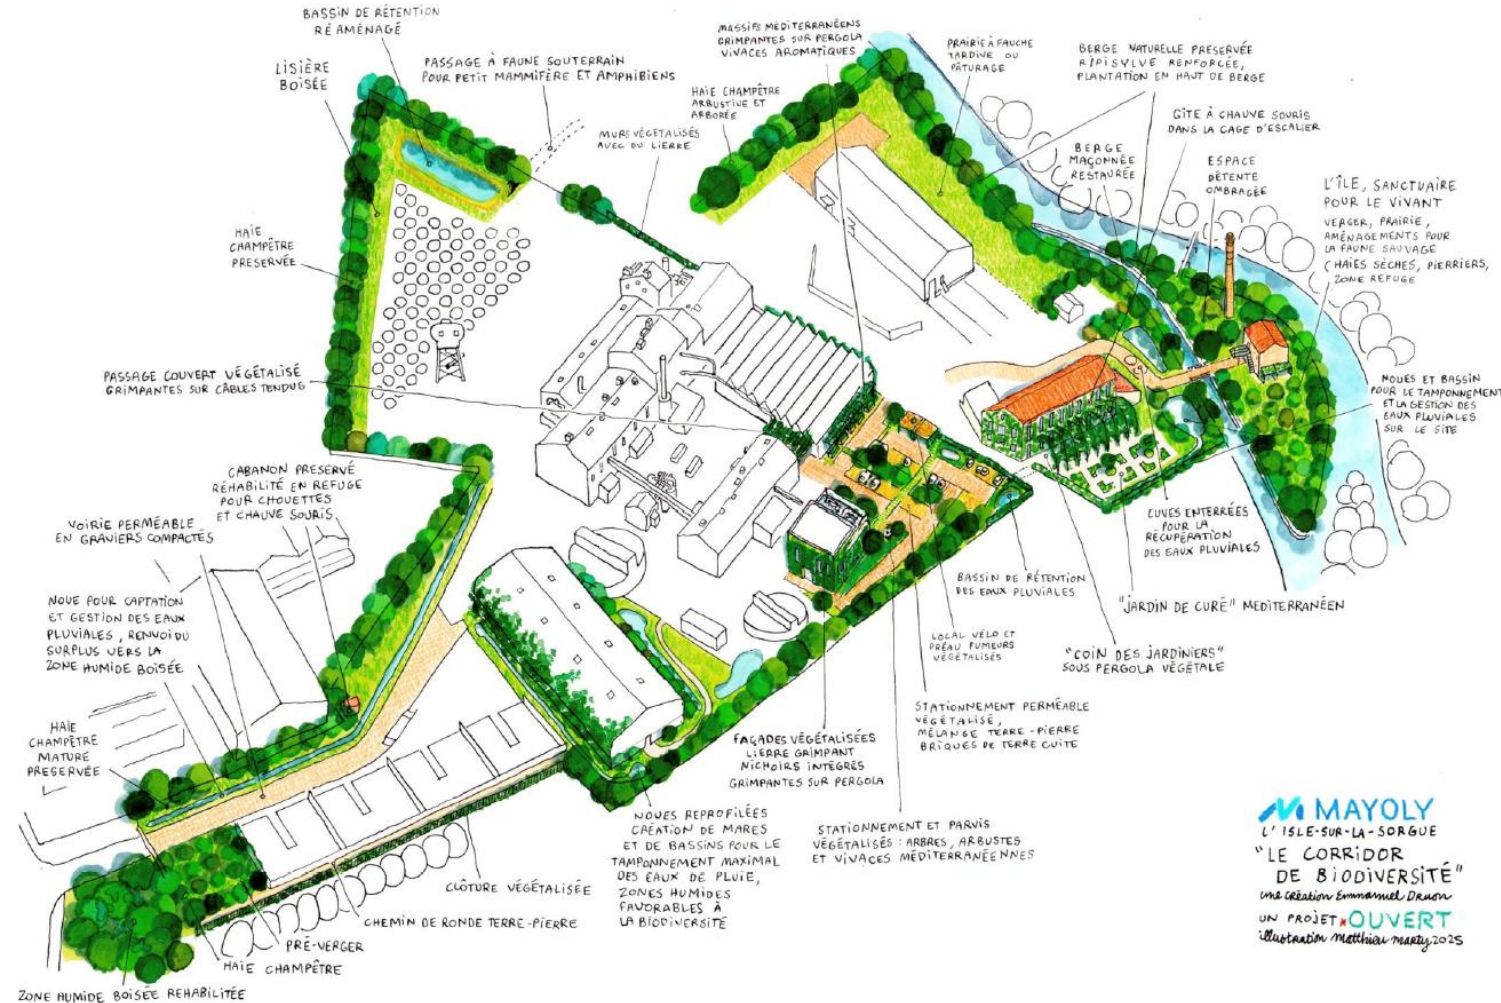 BASSIN DE RÉTENTION
RÉAMÉNAGÉ
LISIÈRE
BOISÉE
PASSAGE À FAUNE SOUTERRAIN
POUR PETIT MAMMIFÈRE ET AMPHIBIENS
MURS VÉGÉTALISÉS
AVEC DU LIERRE
HAIE CHAMPÊTRE
ARBUSTIVE ET
ARBORÉE
MASSIFS MÉDITERRANÉENS
GRIMPANTES SUR PERGOLA
VIVACES AROMATIQUES
PRAIRIE À FAUCHE
TARDIVE OU
PÂTURAGE
BERGE NATURELLE PRESERVÉE
RIPISYLVE RENFORCÉE,
PLANTATION EN HAUT DE BERGE
GÎTE À CHAUVE SOURIS
DANS LA CAGE D'ESCALIER
BERGE
MAÇONNÉE
RESTAURÉE
ESPACE
DÉTENTE
OMBRAGÉE
L'ÎLE, SANCTUAIRE
POUR LE VIVANT
VERGER, PRAIRIE,
AMÉNAGEMENTS POUR
LA FAUNE SAUVAGE
(HAIES SÈCHES, PIERRIERS,
ZONE REFUGE
HAIE
CHAMPÊTRE
PRESERVÉE
PASSAGE COUVERT VÉGÉTALISÉ
GRIMPANTES SUR CÂBLES TENDUS
NOUES ET BASSIN
POUR LE TAMPONNEMENT
ET LA GESTION DES
EAUX PLUVIALES
SUR LE SITE
CABANON PRESERVÉ
RÉHABILITÉ EN REFUGE
POUR CHOUETTES
ET CHAUVE SOURIS
VOIRIE PERMÉABLE
EN GRAVIERS COMPACTÉS
NOUE POUR CAPTATION
ET GESTION DES EAUX
PLUVIALES, RENVOI DU
SURPLUS VERS LA
ZONE HUMIDE BOISÉE
HAIE
CHAMPÊTRE
MATURE
PRESERVÉE
CUVES ENTERRÉES
POUR LA
RÉCUPÉRATION
DES EAUX PLUVIALES
BASSIN DE RÉTENTION
DES EAUX PLUVIALES
"JARDIN DE CURÉ" MÉDITERRANÉEN
"COIN DES JARDINIERS"
SOUS PERGOLA VÉGÉTALE
LOCAL VÉLO ET
PRÉAU FUMEURS
VÉGÉTALISÉS
STATIONNEMENT PERMÉABLE
VÉGÉTALISÉ,
MÉLANGE TERRE-PIERRE
BRIQUES DE TERRE CUITE
FAÇADES VÉGÉTALISÉES
LIERRE GRIMPANT
NICHOIRS INTÉGRÉS
GRIMPANTES SUR PERGOLA
STATIONNEMENT ET PARVIS
VÉGÉTALISÉS : ARBRES, ARBUSTES
ET VIVACES MÉDITERRANÉENNES
NOUES REPROFILÉES
CRÉATION DE MARES
ET DE BASSINS POUR LE
TAMPONNEMENT MAXIMAL
DES EAUX DE PLUIE,
ZONES HUMIDES
FAVORABLES À
LA BIODIVERSITÉ
CLÔTURE VÉGÉTALISÉE
CHEMIN DE RONDE TERRE-PIERRE
PRÉ-VERGER
HAIE CHAMPÊTRE
ZONE HUMIDE BOISÉE REHABILITÉE
MAYOLY
L'ISLE-SUR-LA-SORGUE
"LE CORRIDOR
DE BIODIVERSITÉ"
une création Emmanuel Druon
UN PROJET OUVERT
illustration Matthieu Marty 2025